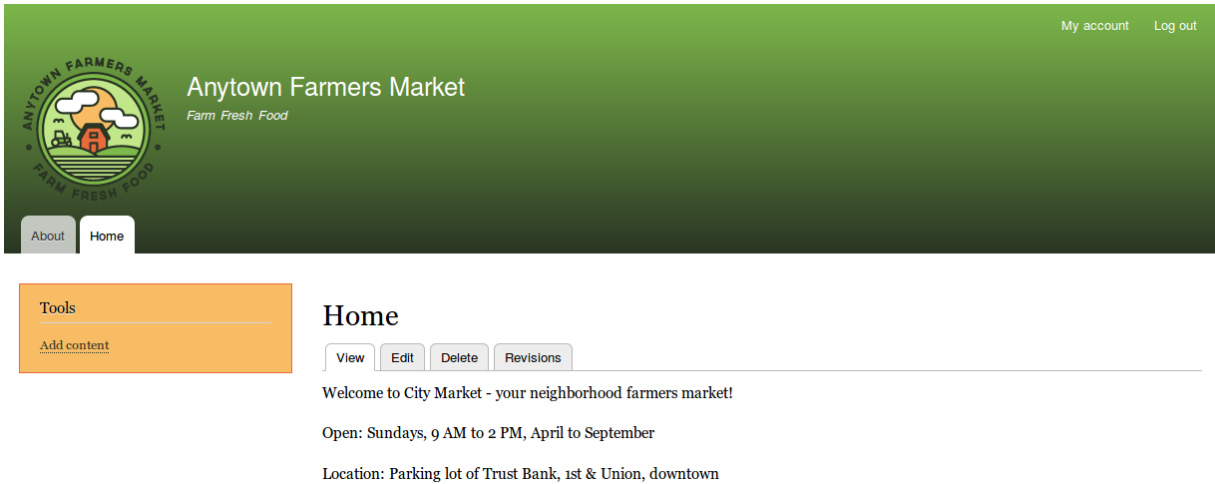 My account Log out
ANYTOWN FARMERS MARKET
FARM FRESH FOOD
Anytown Farmers Market
Farm Fresh Food
About Home
Tools
Add content
Home
View Edit Delete Revisions
Welcome to City Market - your neighborhood farmers market!
Open: Sundays, 9 AM to 2 PM, April to September
Location: Parking lot of Trust Bank, 1st & Union, downtown